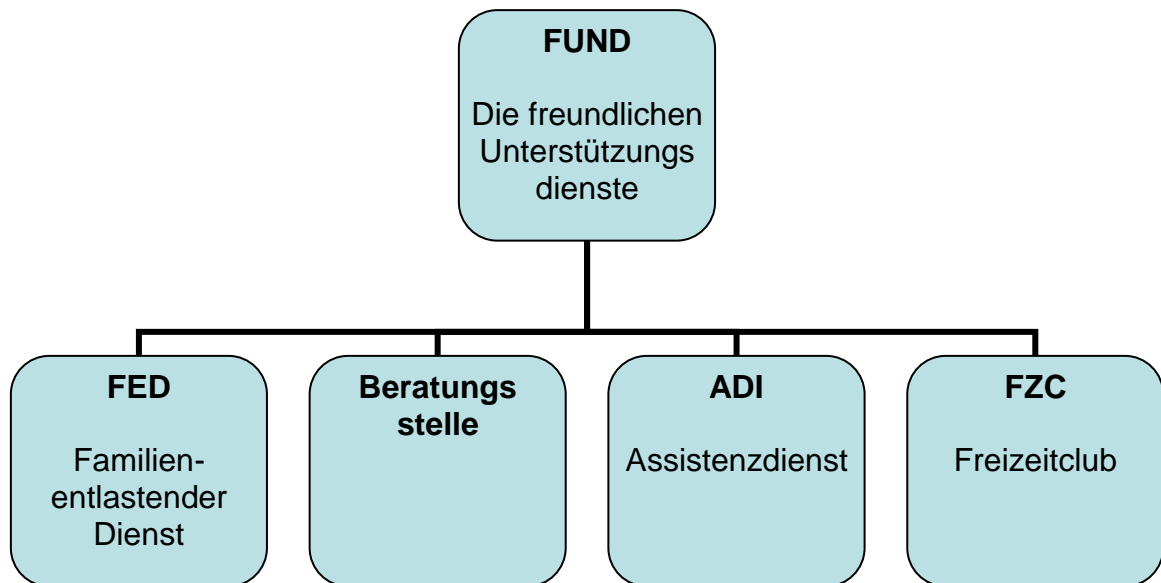 FUND
Die freundlichen
Unterstützungs
dienste
FED
Familien-
entlastender
Dienst
Beratungs
stelle
ADI
Assistenzdienst
FZC
Freizeitclub